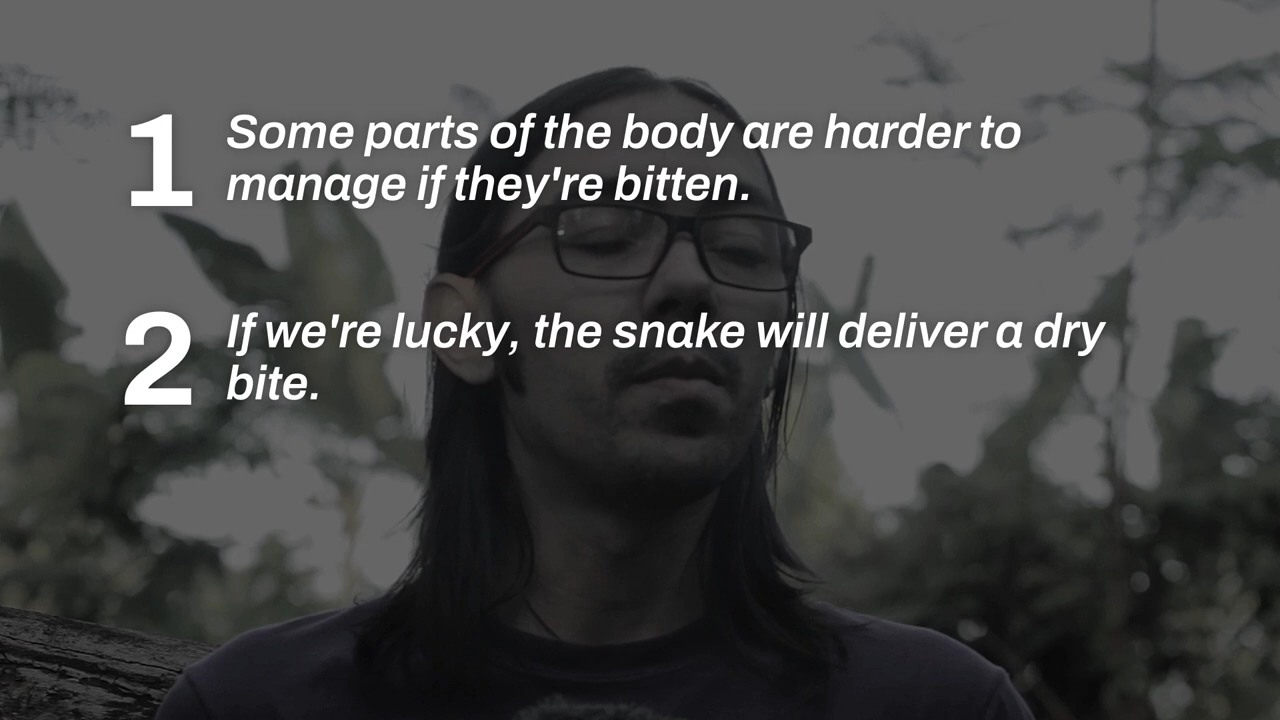 1 Some parts of the body are harder to
manage if they're bitten.
2 If we're lucky, the snake will deliver a dry
bite.